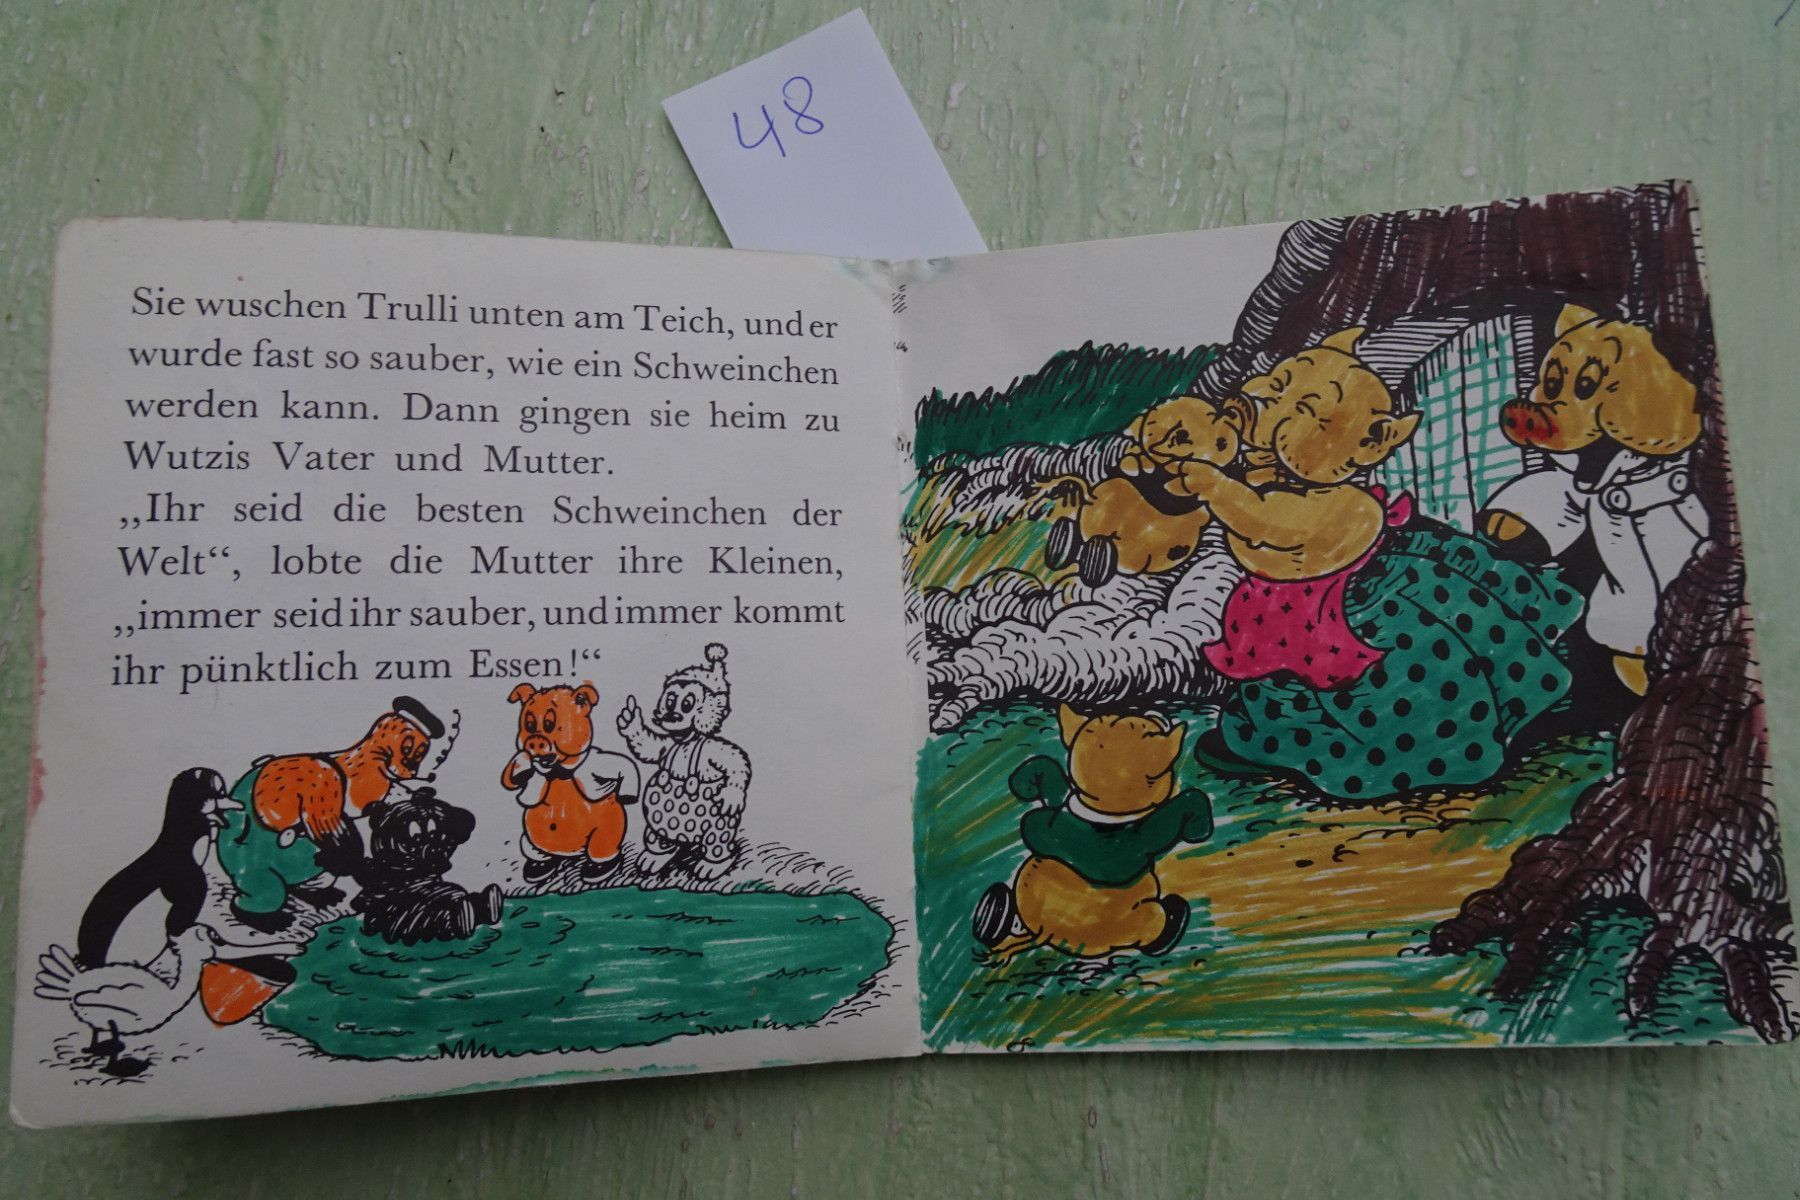 48
Sie wuschen Trulli unten am Teich, und er
wurde fast so sauber, wie ein Schweinchen
werden kann. Dann gingen sie heim zu
Wutzis Vater und Mutter.
„Ihr seid die besten Schweinchen der
Welt“, lobte die Mutter ihre Kleinen,
„immer seid ihr sauber, und immer kommt
ihr pünktlich zum Essen!“